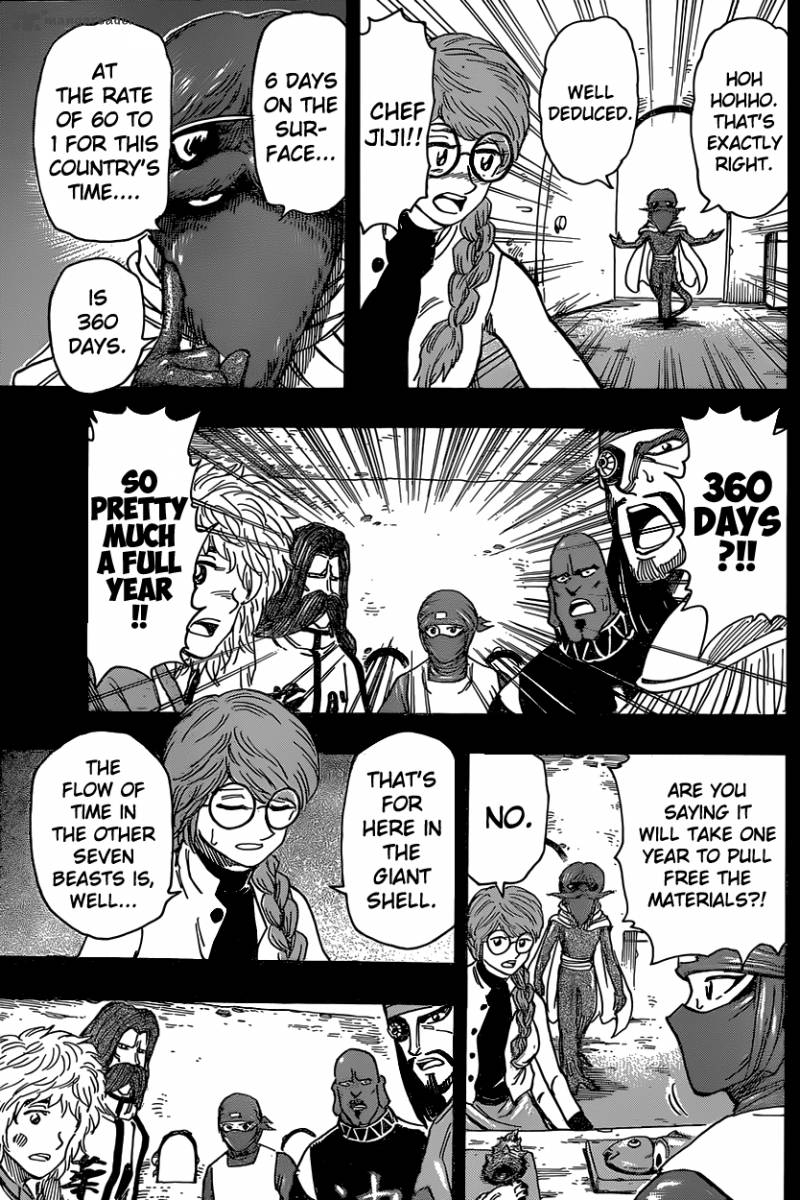 HOH
HOHHO.
THAT'S
EXACTLY
RIGHT.
WELL
DEDUCED.
CHEF
JIJI!!
6 DAYS
ON THE
SUR-
FACE...
AT
THE RATE
OF 60 TO
1 FOR THIS
COUNTRY'S
TIME....
IS
360
DAYS.
360
DAYS
?!!
SO
PRETTY
MUCH
A FULL
YEAR
!!
ARE YOU
SAYING IT
WILL TAKE ONE
YEAR TO PULL
FREE THE
MATERIALS?!
NO.
THAT'S
FOR
HERE IN
THE
GIANT
SHELL.
THE
FLOW OF
TIME IN
THE OTHER
SEVEN
BEASTS IS,
WELL...